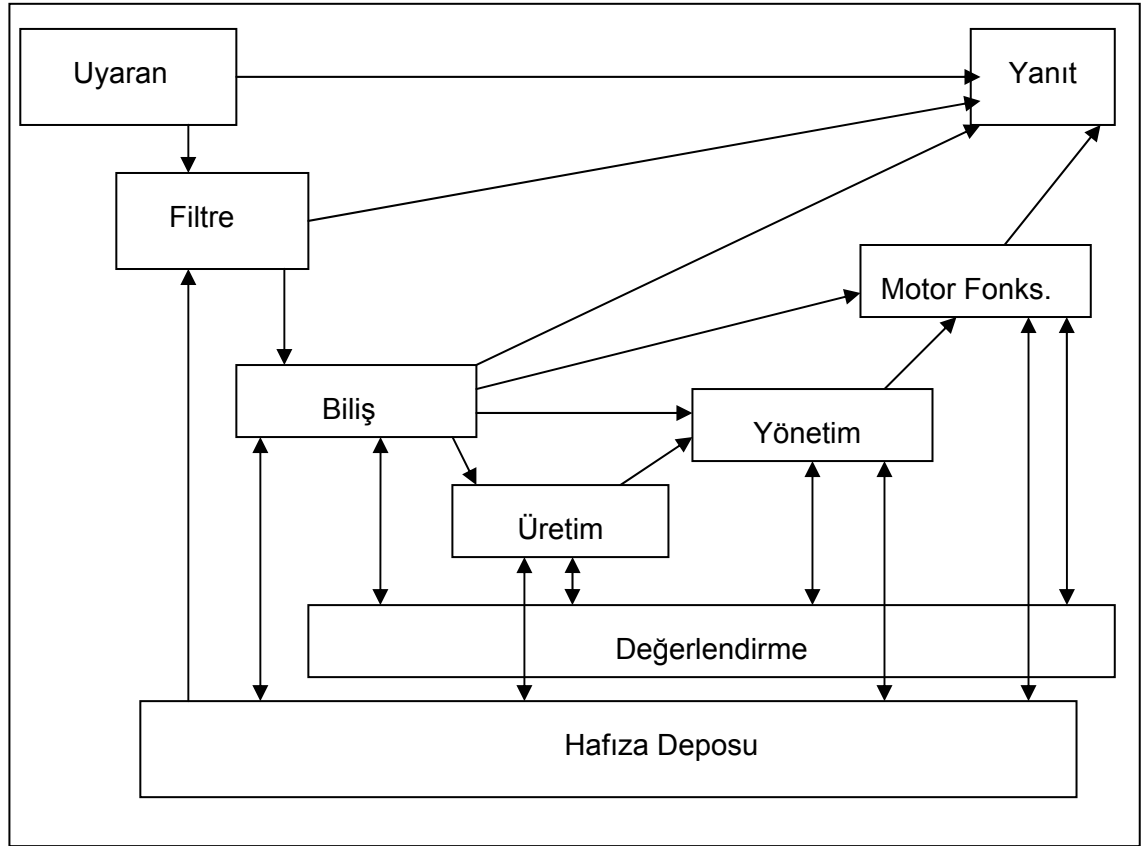 Uyaran
Yanıt
Filtre
Motor Fonks.
Biliş
Yönetim
Üretim
Değerlendirme
Hafıza Deposu